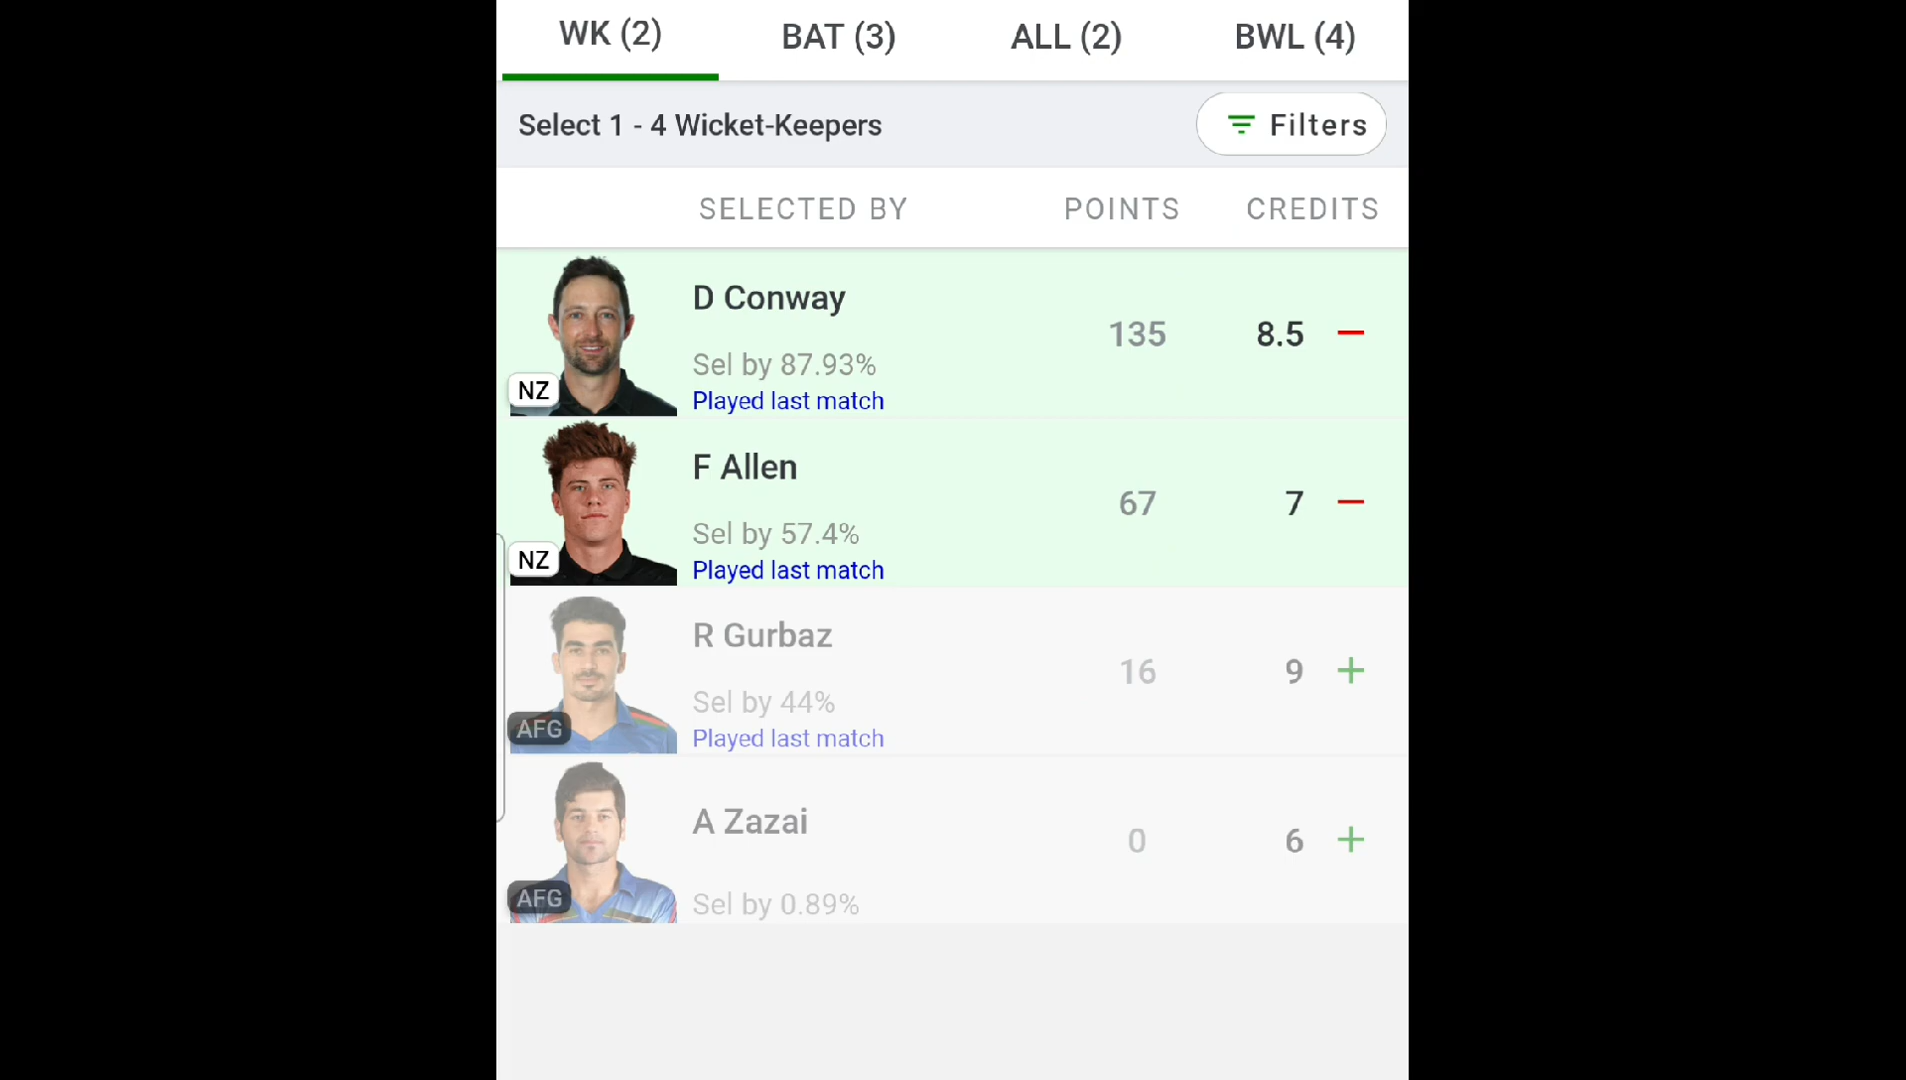 WK (2) BAT (3) ALL (2) BWL (4)
Select 1 - 4 Wicket-Keepers Filters
SELECTED BY POINTS CREDITS
D Conway
135 8.5
Sel by 87.93%
NZ
Played last match
F Allen
67 7
Sel by 57.4%
NZ
Played last match
R Gurbaz
16 9
Sel by 44%
AFG
Played last match
A Zazai
0 6
AFG
Sel by 0.89%